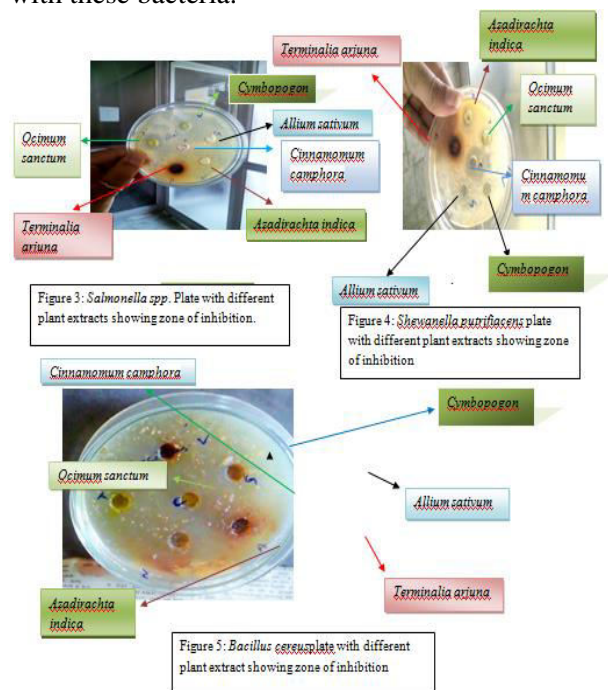 with these bacteria.
Terminalia arjuna
Azadirachta
indica
Cymbopogon
Ocimum
sanctum
Ocimum
sanctum
Allium sativum
Cinnamomum
camphora
Cinnamomu
m camphora
Terminalia
arjuna
Azadirachta indica
Cymbopogon
Allium sativum
Figure 3: Salmonella spp. Plate with different
plant extracts showing zone of inhibition.
Figure 4: Shewanella putrifiacens plate
with different plant extracts showing zone
of inhibition
Cinnamomum camphora
Cymbopogon
Ocimum sanctum
Allium sativum
Azadirachta
indica
Terminalia arjuna
Figure 5: Bacillus cereusplate with different
plant extract showing zone of inhibition